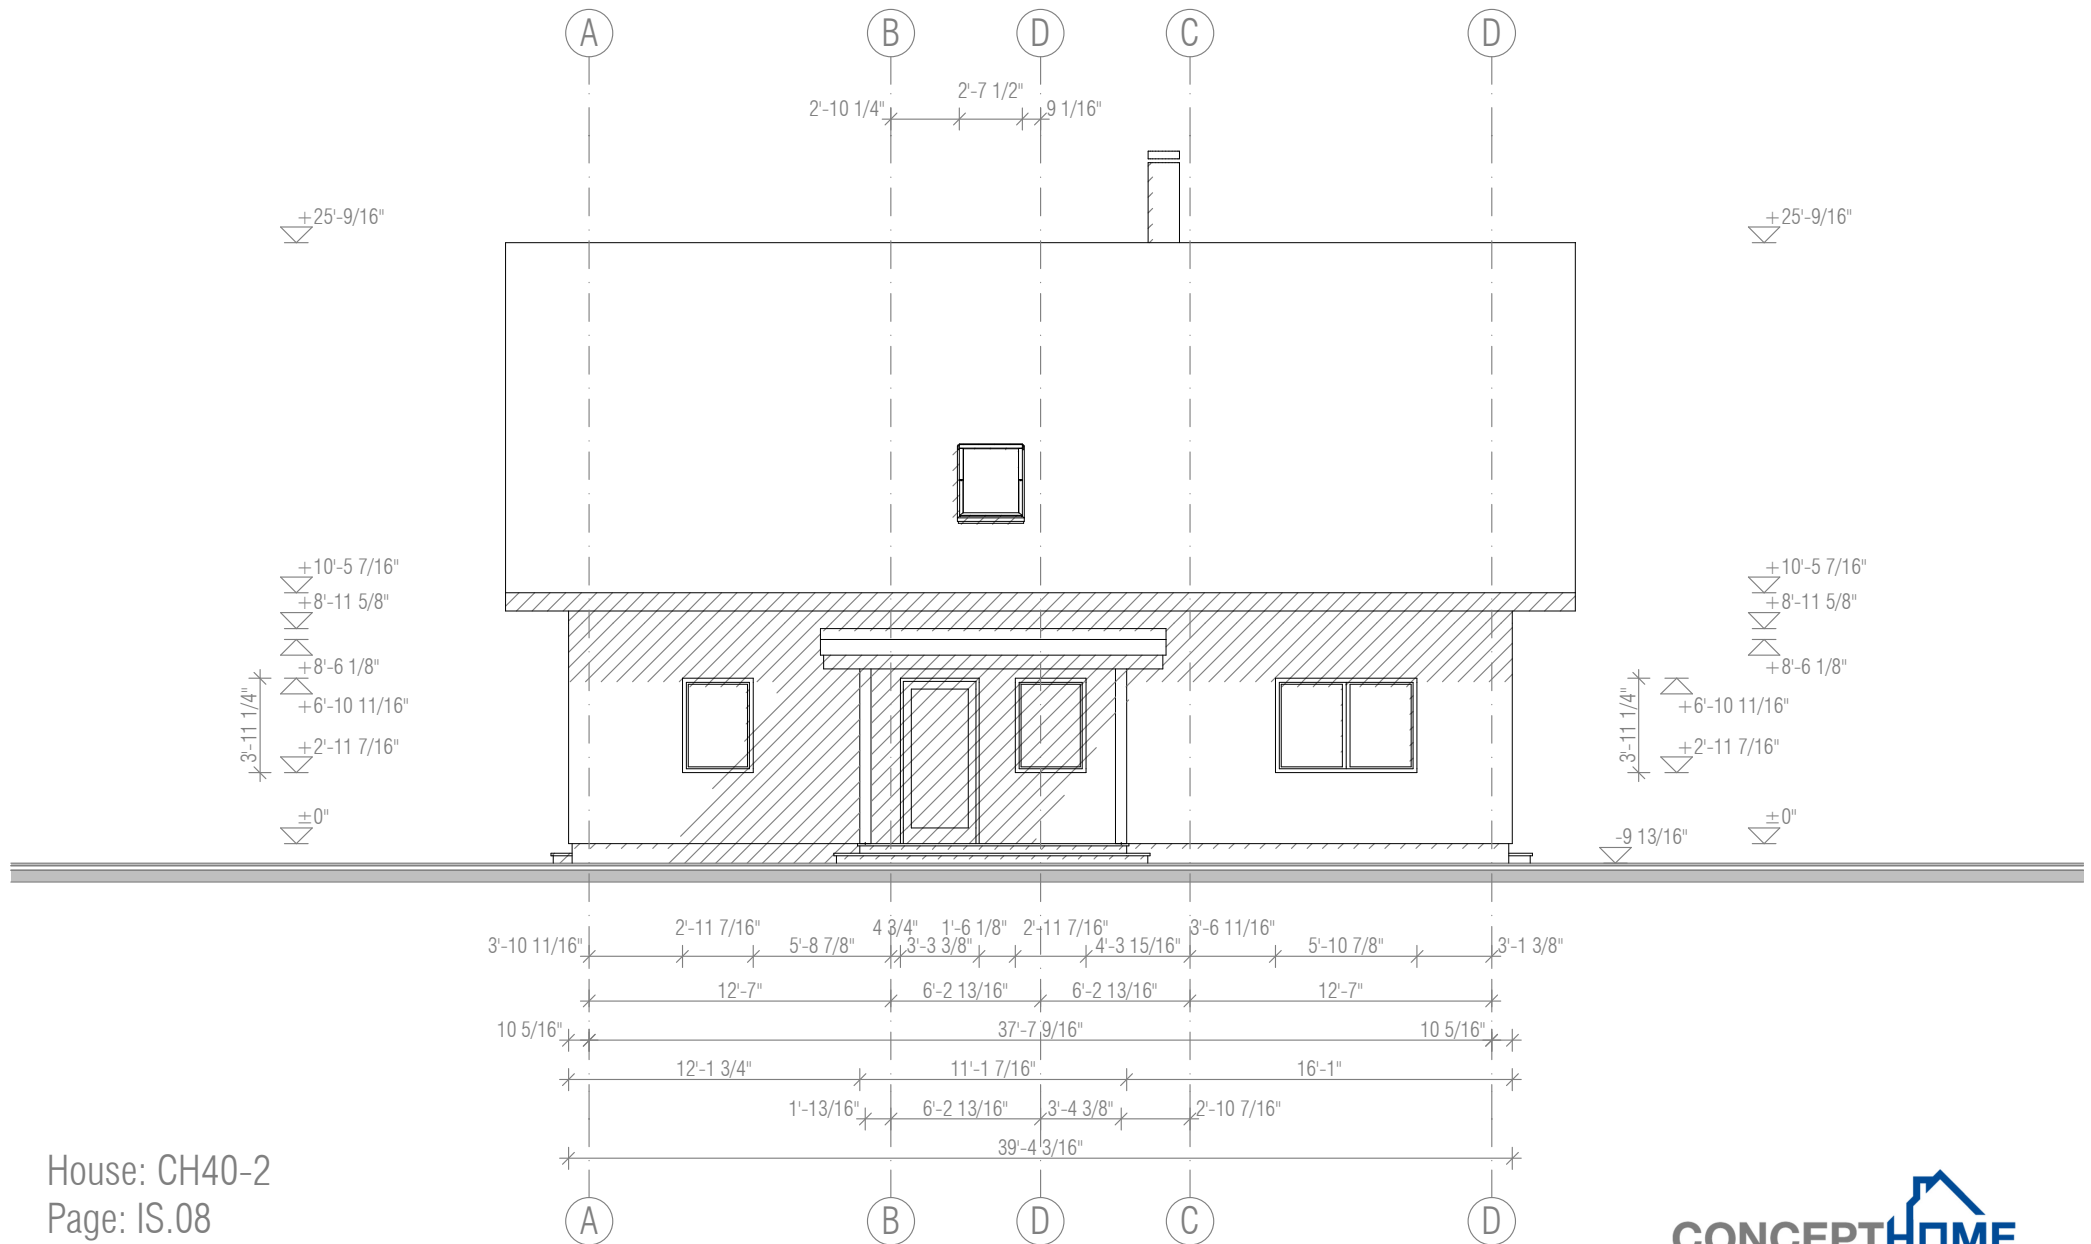 A B D C D
2'-7 1/2"
2'-10 1/4" 9 1/16"
+25'-9/16" +25'-9/16"
+10'-5 7/16" +10'-5 7/16"
+8'-11 5/8" +8'-11 5/8"
+8'-6 1/8" +8'-6 1/8"
3'-11 1/4" 3'-11 1/4"
+6'-10 11/16" +6'-10 11/16"
+2'-11 7/16" +2'-11 7/16"
±0" ±0"
-9 13/16"
2'-11 7/16" 4 3/4" 1'-6 1/8" 2'-11 7/16" 3'-6 11/16"
3'-10 11/16" 5'-8 7/8" 3'-3 3/8" 4'-3 15/16" 5'-10 7/8" 3'-1 3/8"
12'-7" 6'-2 13/16" 6'-2 13/16" 12'-7"
10 5/16" 37'-7 9/16" 10 5/16"
12'-1 3/4" 11'-1 7/16" 16'-1"
1'-13/16" 6'-2 13/16" 3'-4 3/8" 2'-10 7/16"
39'-4 3/16"
House: CH40-2
Page: IS.08
A B D C D
CONCEPTHOME